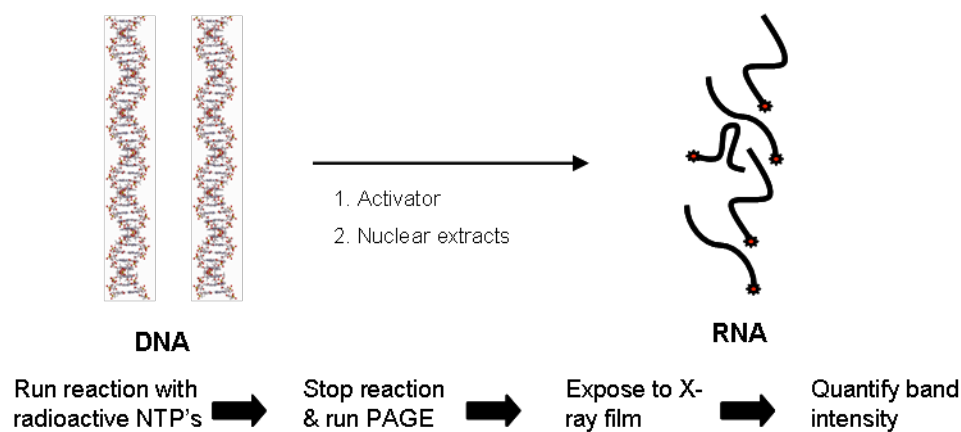 1. Activator
2. Nuclear extracts
DNA
RNA
Run reaction with
radioactive NTP's
Stop reaction
& run PAGE
Expose to X-
ray film
Quantify band
intensity